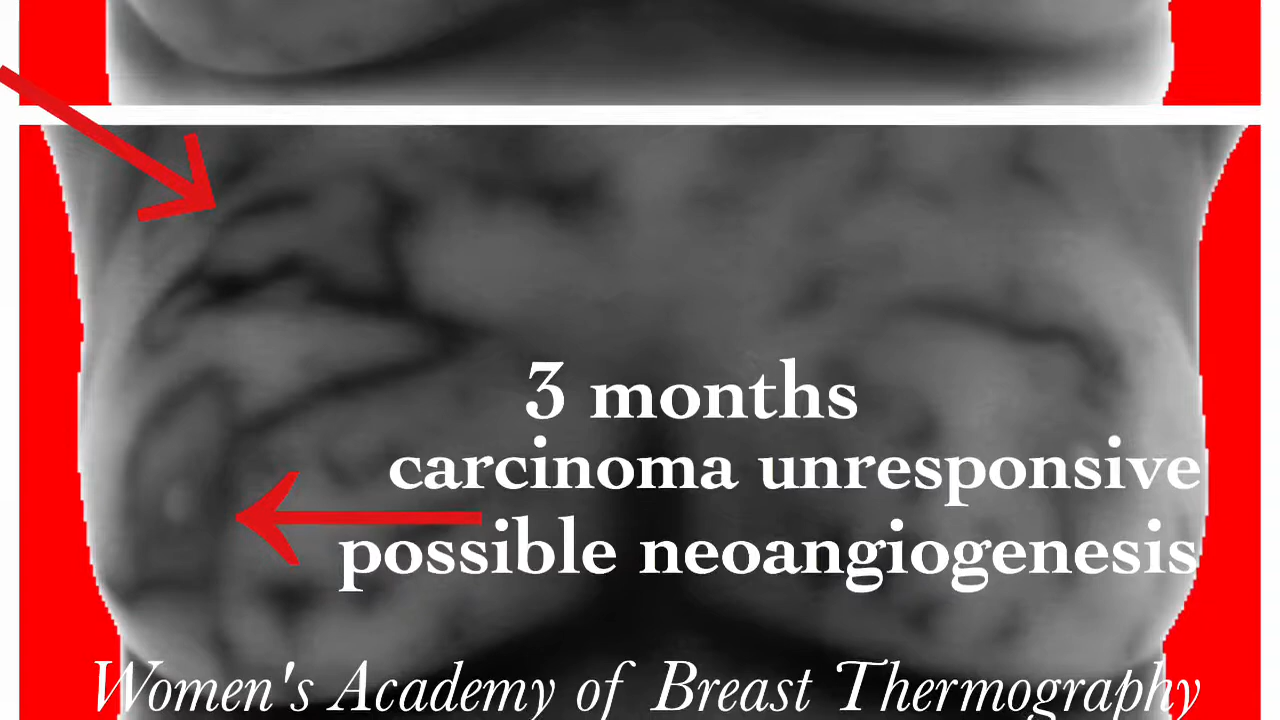 3 months
carcinoma unresponsive
possible neoangiogenesis
Women's Academy of Breast Thermography